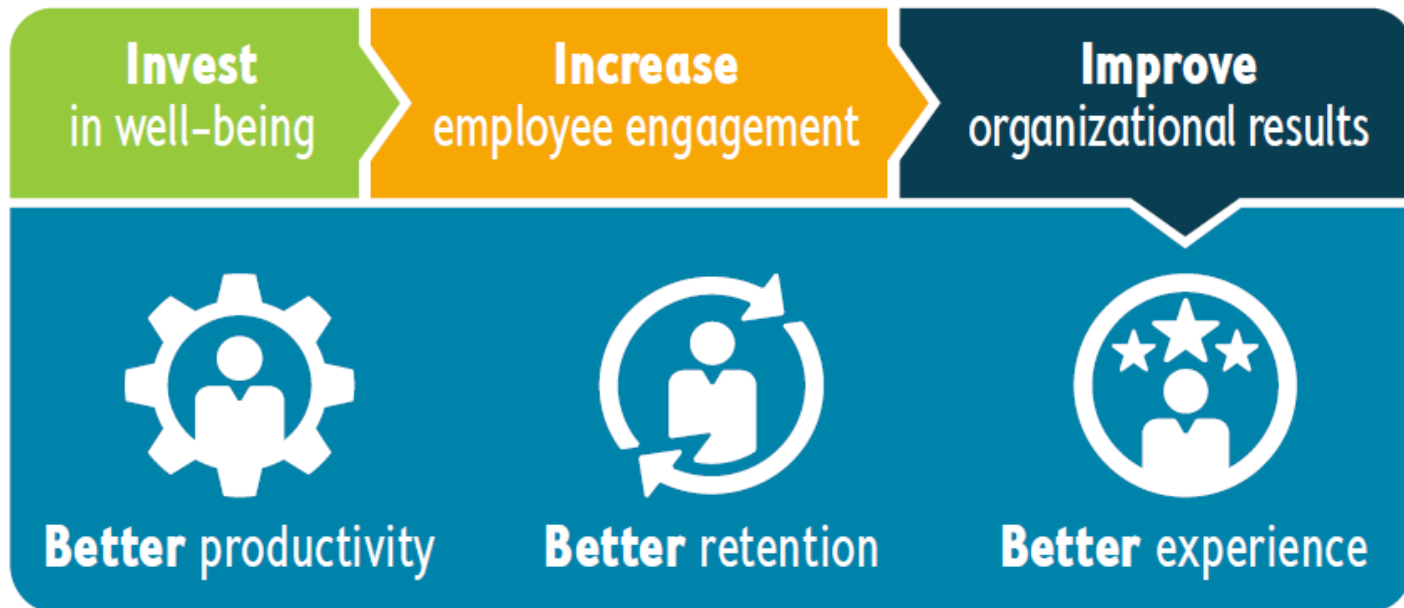 Invest
in well-being
Increase
employee engagement
Improve
organizational results
Better productivity
Better retention
Better experience